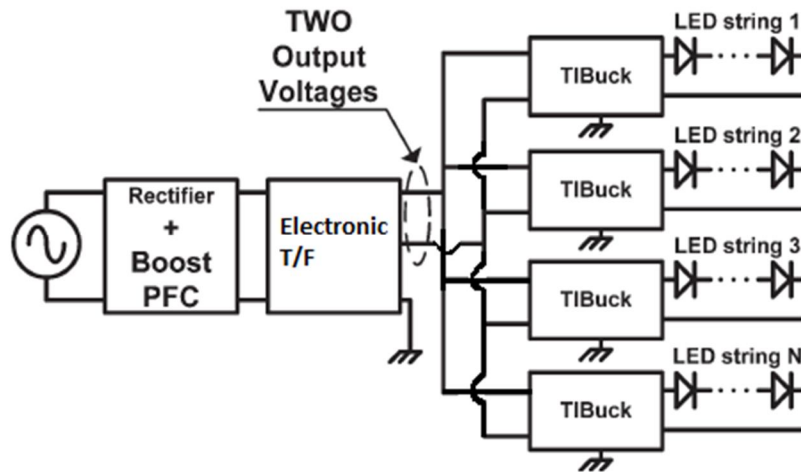 TWO
Output
Voltages
Rectifier
+
Boost
PFC
Electronic
T/F
TIBuck
LED string 1
TIBuck
LED string 2
TIBuck
LED string 3
TIBuck
LED string N